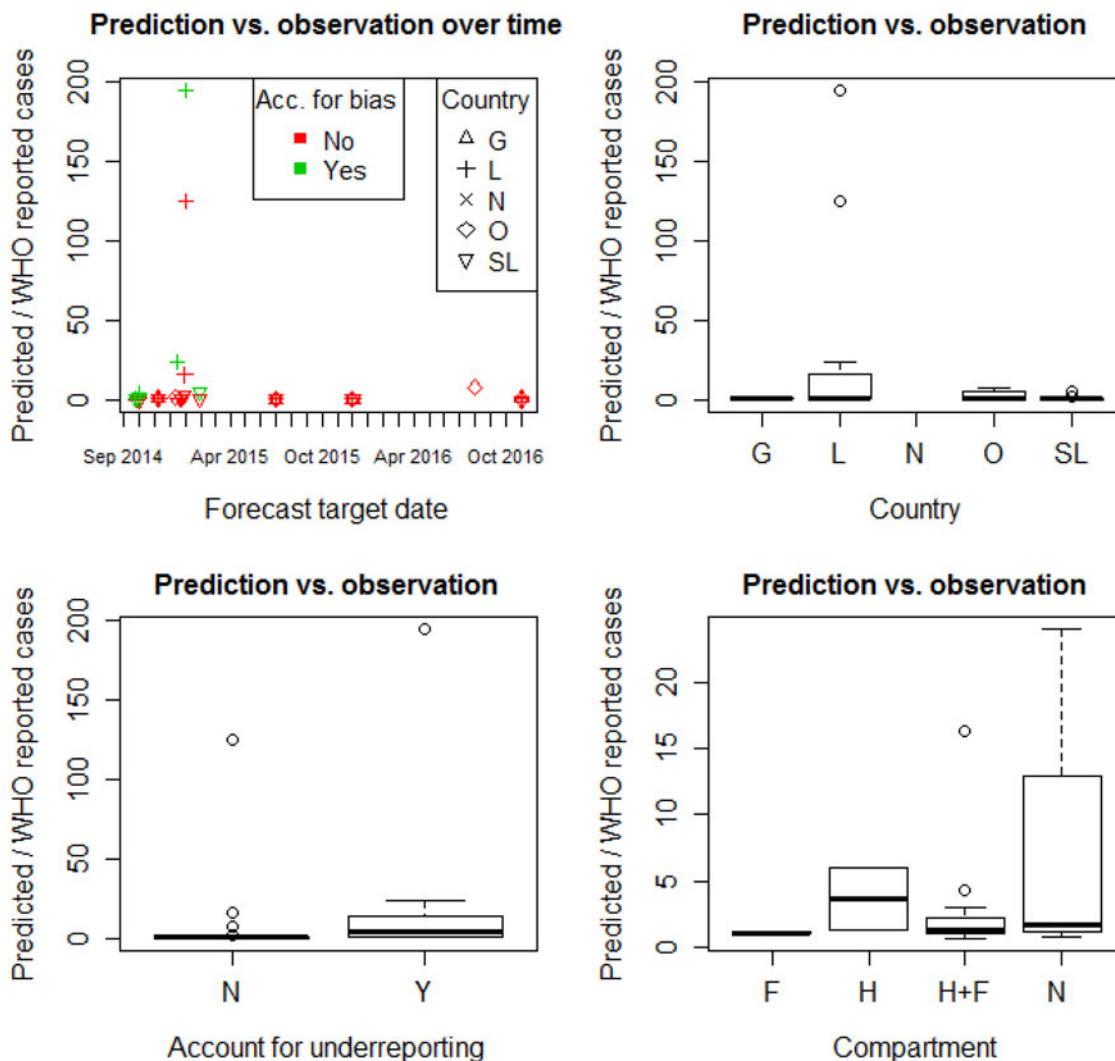 Prediction vs. observation over time
Predicted / WHO reported cases
200
150
100
50
0
Acc. for bias
No
Yes
Country
G
L
N
O
SL
Sep 2014 Apr 2015 Oct 2015 Apr 2016 Oct 2016
Forecast target date
Prediction vs. observation
Predicted / WHO reported cases
200
150
100
50
0
G L N O SL
Country
Prediction vs. observation
Predicted / WHO reported cases
200
150
100
50
0
N Y
Account for underreporting
Prediction vs. observation
Predicted / WHO reported cases
20
15
10
5
0
F H H+F N
Compartment